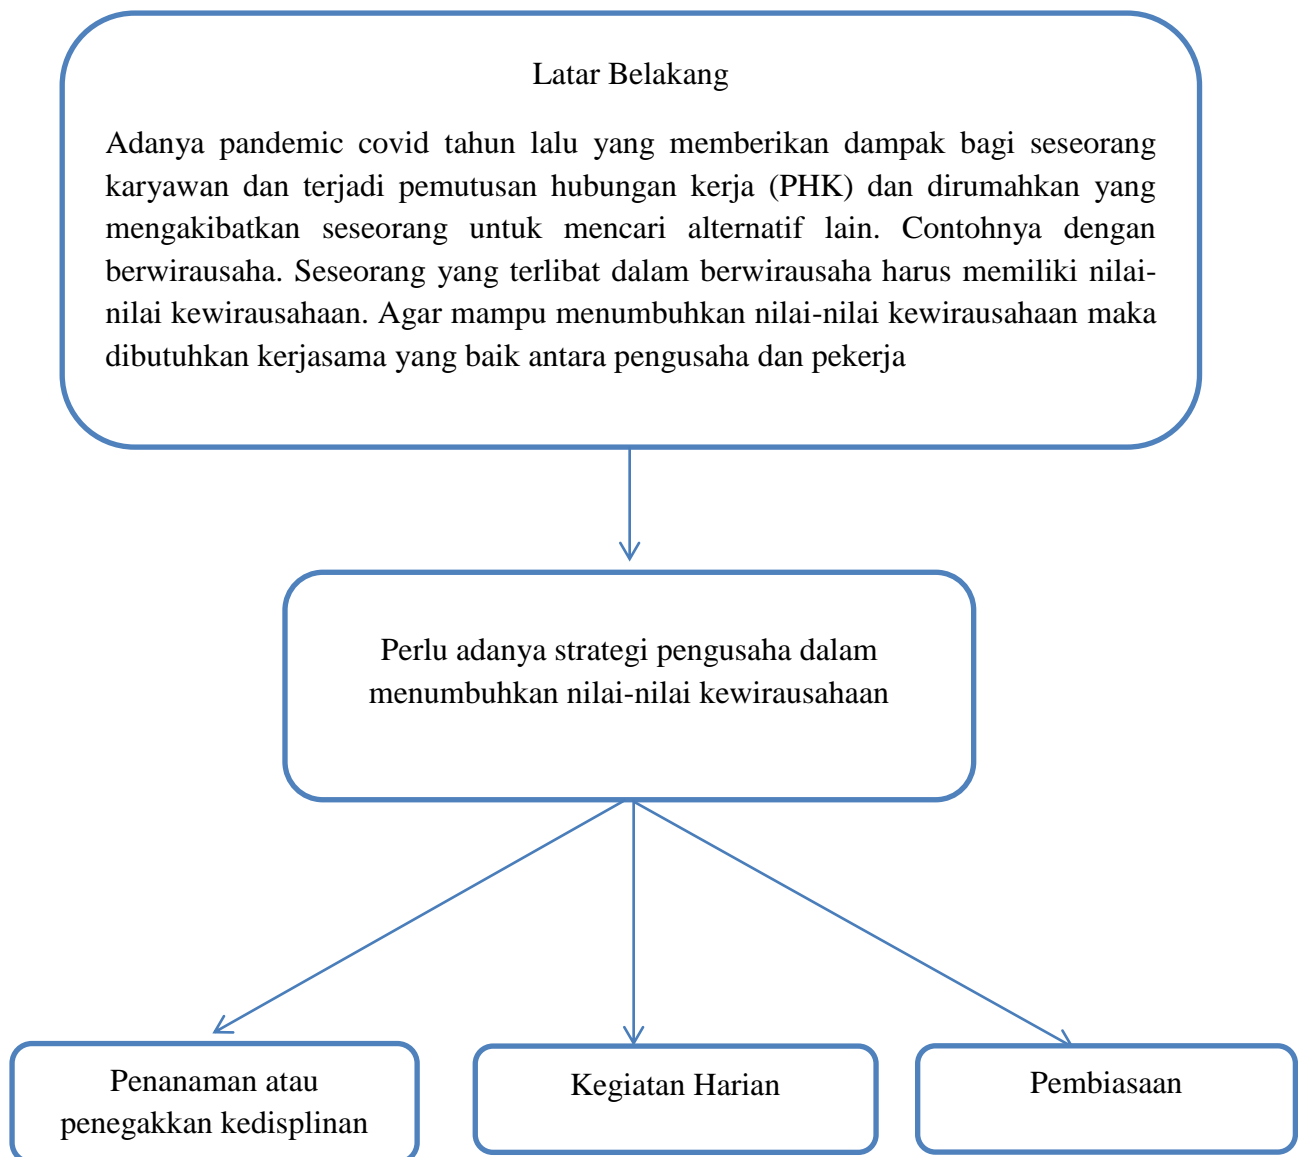 Latar Belakang
Adanya pandemic covid tahun lalu yang memberikan dampak bagi seseorang
karyawan dan terjadi pemutusan hubungan kerja (PHK) dan dirumahkan yang
mengakibatkan seseorang untuk mencari alternatif lain. Contohnya dengan
berwirausaha. Seseorang yang terlibat dalam berwirausaha harus memiliki nilai-
nilai kewirausahaan. Agar mampu menumbuhkan nilai-nilai kewirausahaan maka
dibutuhkan kerjasama yang baik antara pengusaha dan pekerja
Perlu adanya strategi pengusaha dalam
menumbuhkan nilai-nilai kewirausahaan
Penanaman atau
penegakkan kedisplinan
Kegiatan Harian
Pembiasaan